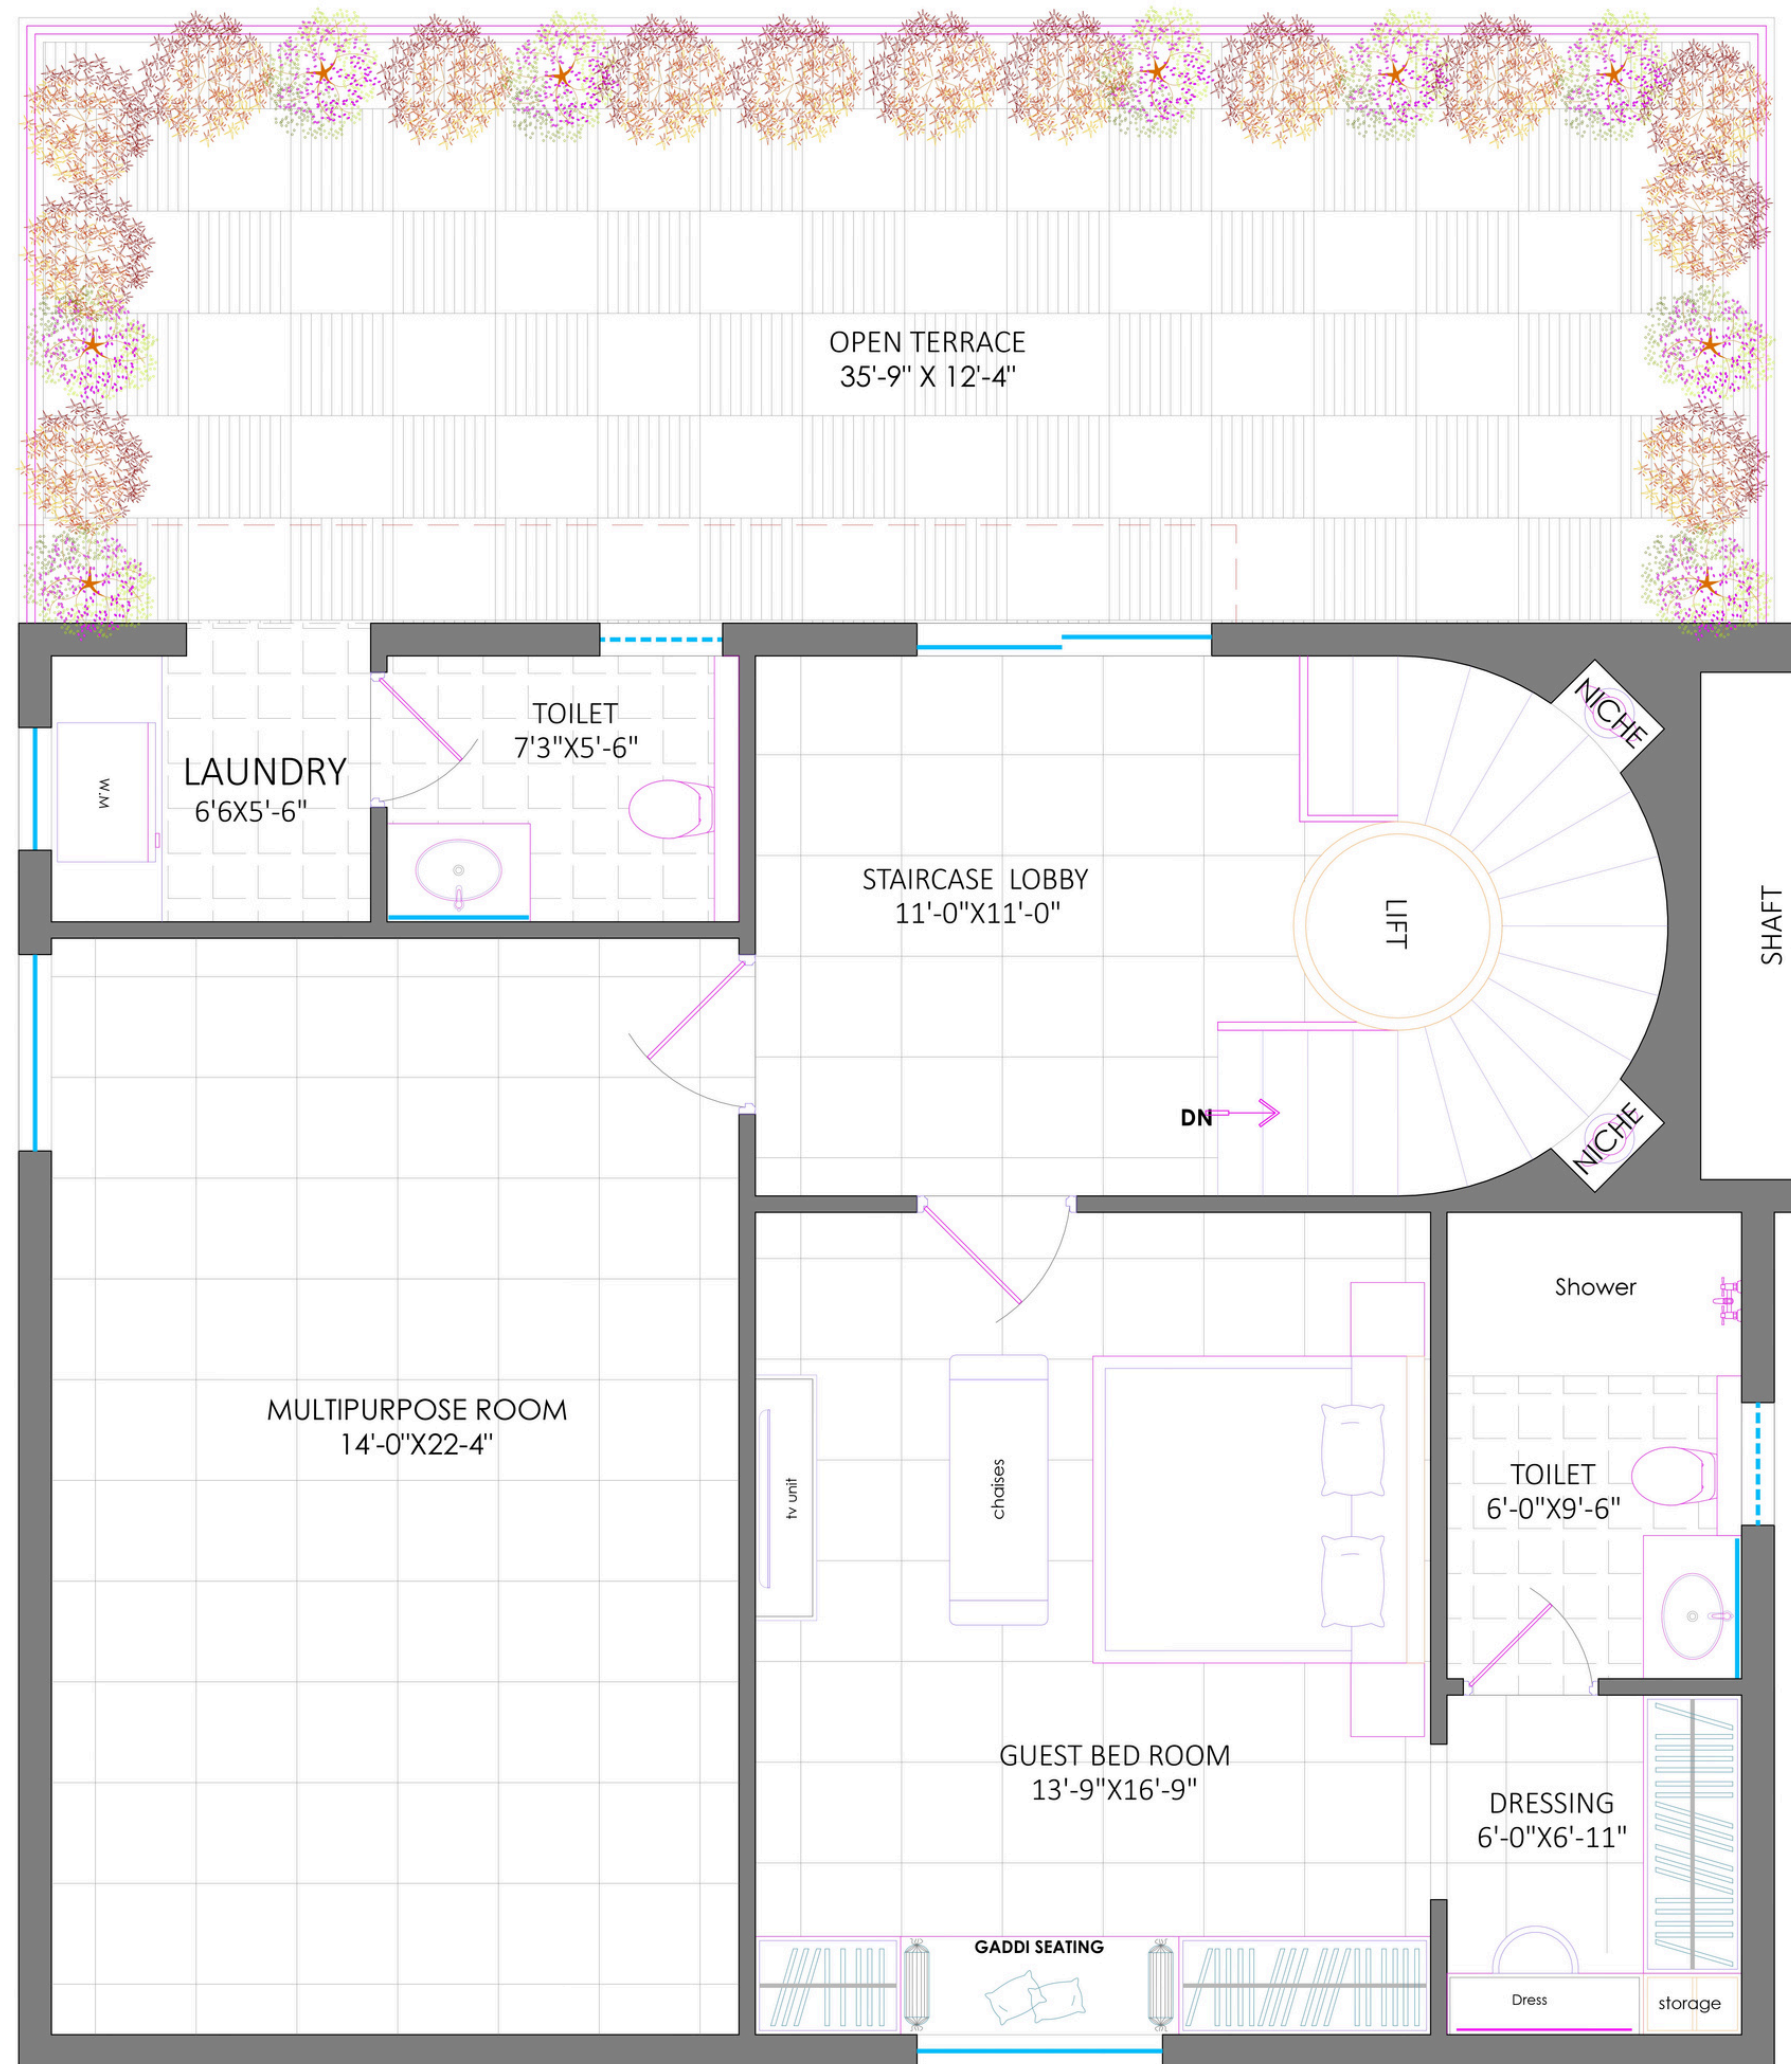 OPEN TERRACE
35'-9" X 12'-4"
TOILET
7'3"X5'-6"
LAUNDRY
6'6X5'-6"
W.M
NICHE
STAIRCASE LOBBY
11'-0"X11'-0"
LIFT
SHAFT
DN
NICHE
Shower
MULTIPURPOSE ROOM
14'-0"X22-4"
tv unit
chaises
TOILET
6'-0"X9'-6"
GUEST BED ROOM
13'-9"X16'-9"
DRESSING
6'-0"X6'-11"
GADDI SEATING
Dress
storage